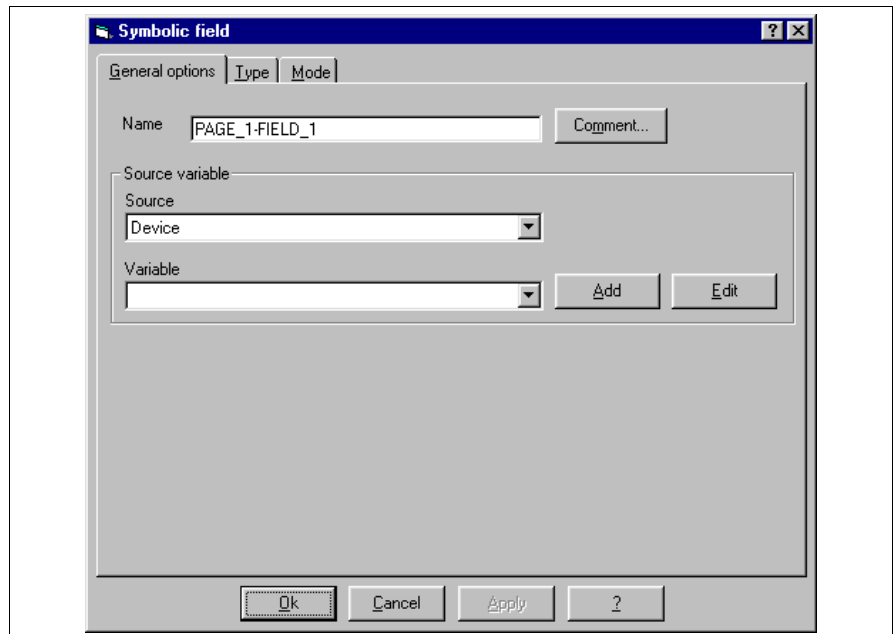 Symbolic field
General options Type Mode
Name PAGE_1-FIELD_1 Comment...
Source variable
Source
Device
Variable
Add Edit
Ok Cancel Apply ?